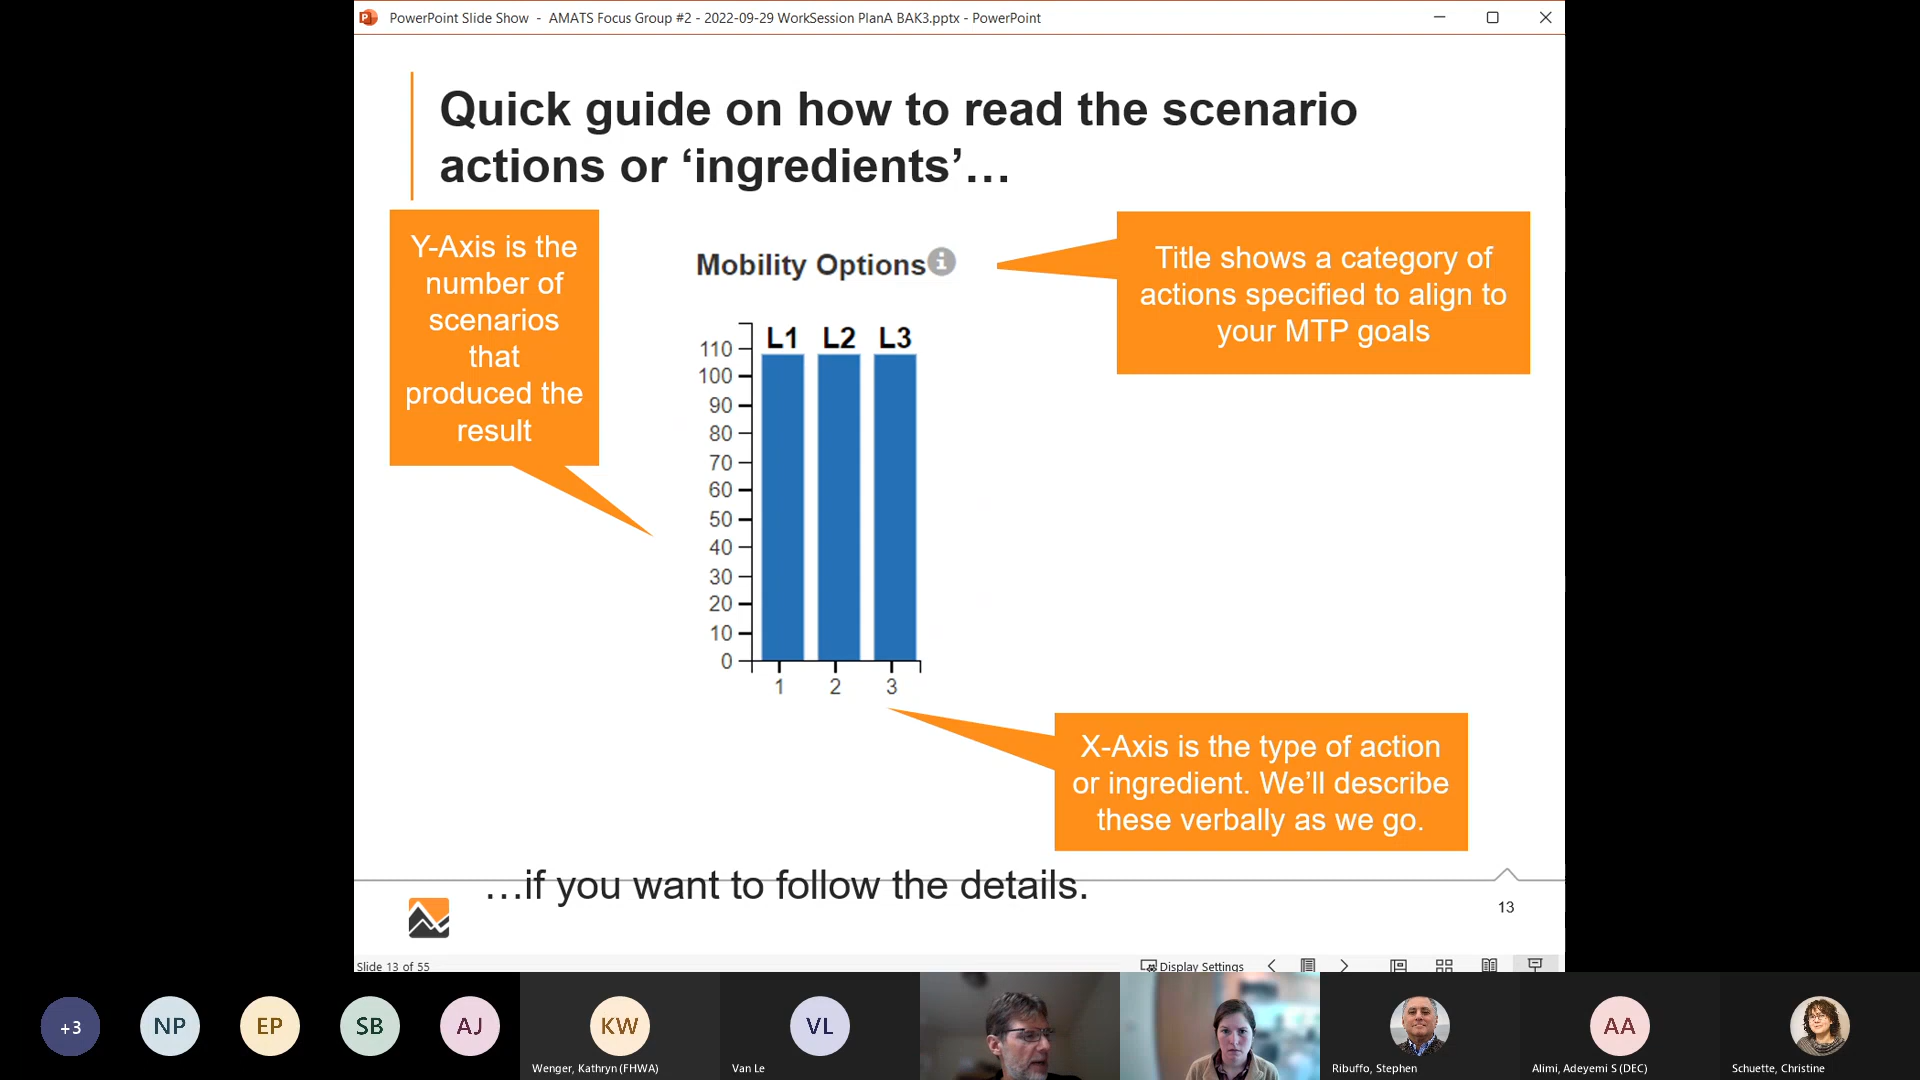 PowerPoint Slide Show - AMATS Focus Group #2 - 2022-09-29 WorkSession PlanA BAK3.pptx - PowerPoint
Quick guide on how to read the scenario
actions or ‘ingredients’…
Y-Axis is the
number of
scenarios
that
produced the
result
Mobility Options
i
Title shows a category of
actions specified to align to
your MTP goals
L1 L2 L3
110
100
90
80
70
60
50
40
30
20
10
0
1 2 3
X-Axis is the type of action
or ingredient. We’ll describe
these verbally as we go.
…if you want to follow the details.
13
Slide 13 of 55
Display Settings
+3
NP
EP
SB
AJ
KW
VL
AA
Wenger, Kathryn (FHWA)
Van Le
Ribuffo, Stephen
Alimi, Adeyemi S (DEC)
Schuette, Christine